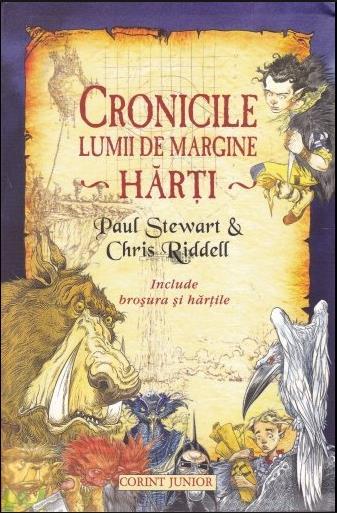 CRONICILE
LUMII DE MARGINE
HĂRȚI
Paul Stewart &
Chris Riddell
Include
broșura și hărțile
CORINT JUNIOR